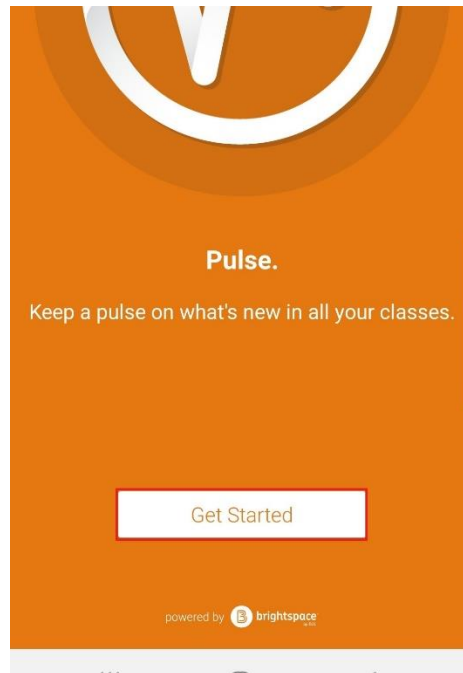 Pulse.
Keep a pulse on what's new in all your classes.
Get Started
powered by brightspace